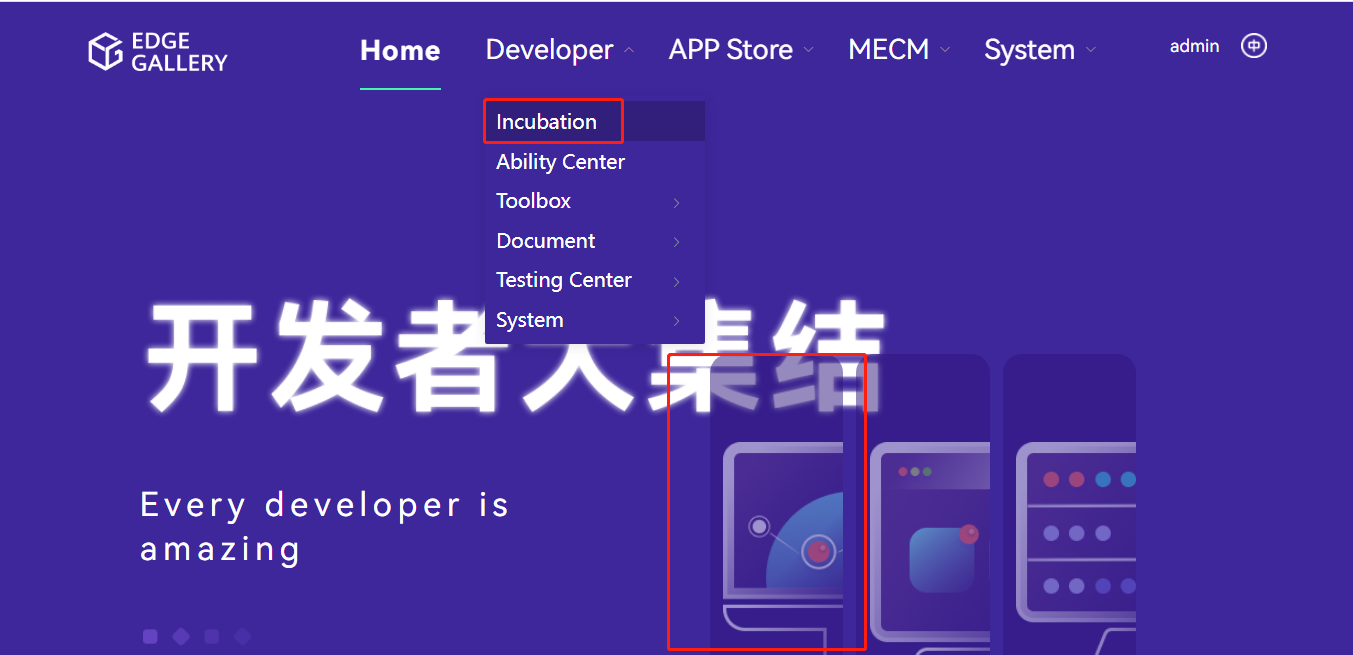 EDGE
GALLERY
Home
Developer
APP Store
MECM
System
admin
中
Incubation
Ability Center
Toolbox
Document
Testing Center
System
开发者大集结
Every developer is
amazing